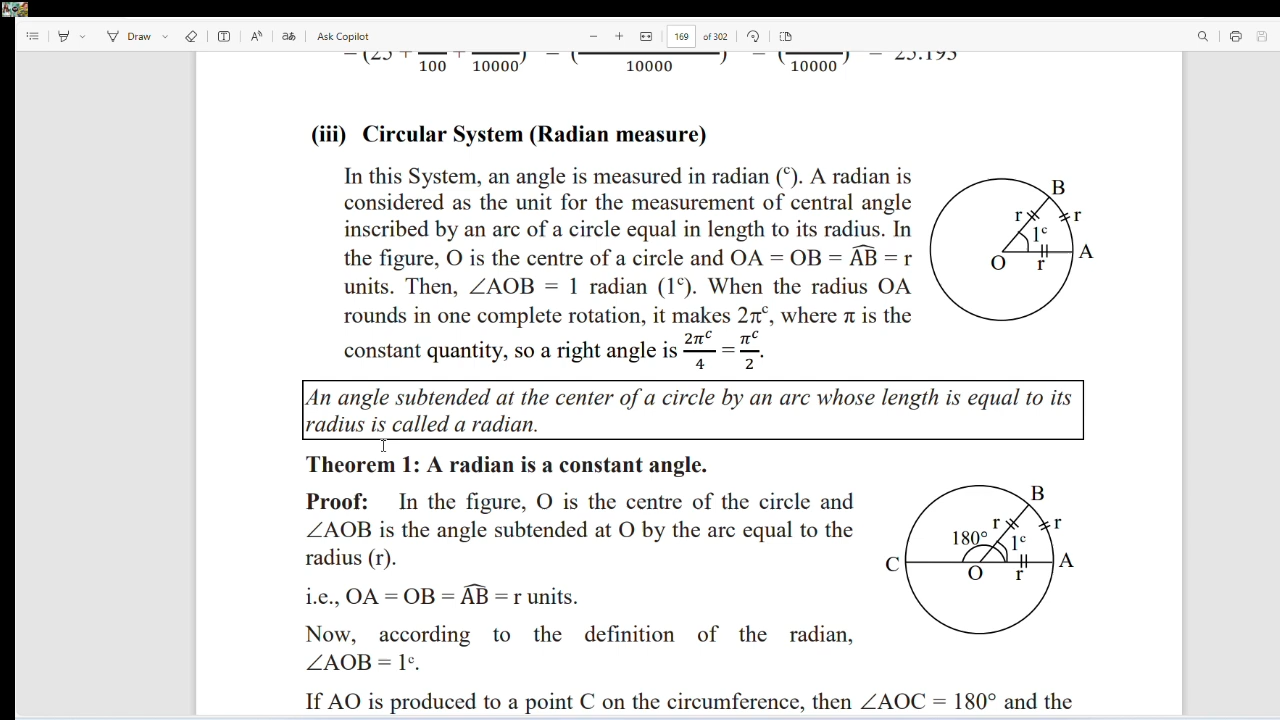 Draw
Ask Copilot
169 of 302
100 10000 10000 10000
(iii) Circular System (Radian measure)
In this System, an angle is measured in radian (ᶜ). A radian is
considered as the unit for the measurement of central angle
inscribed by an arc of a circle equal in length to its radius. In
the figure, O is the centre of a circle and OA = OB = A͡B = r
units. Then, ∠AOB = 1 radian (1ᶜ). When the radius OA
rounds in one complete rotation, it makes 2πᶜ, where π is the
constant quantity, so a right angle is 2πᶜ/4 = πᶜ/2.
B
r r
1ᶜ
O r A
An angle subtended at the center of a circle by an arc whose length is equal to its
radius is called a radian.
Theorem 1: A radian is a constant angle.
Proof: In the figure, O is the centre of the circle and
∠AOB is the angle subtended at O by the arc equal to the
radius (r).
i.e., OA = OB = A͡B = r units.
Now, according to the definition of the radian,
∠AOB = 1ᶜ.
B
r r
180° 1ᶜ
C O r A
If AO is produced to a point C on the circumference, then ∠AOC = 180° and the